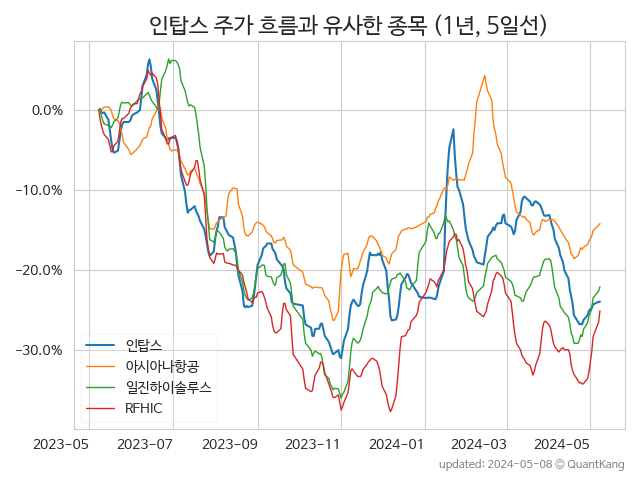 인탑스 주가 흐름과 유사한 종목 (1년, 5일선)
0.0%
−10.0%
−20.0%
−30.0%
인탑스
아시아나항공
일진하이솔루스
RFHIC
2023-05 2023-07 2023-09 2023-11 2024-01 2024-03 2024-05
updated: 2024-05-08 © QuantKang